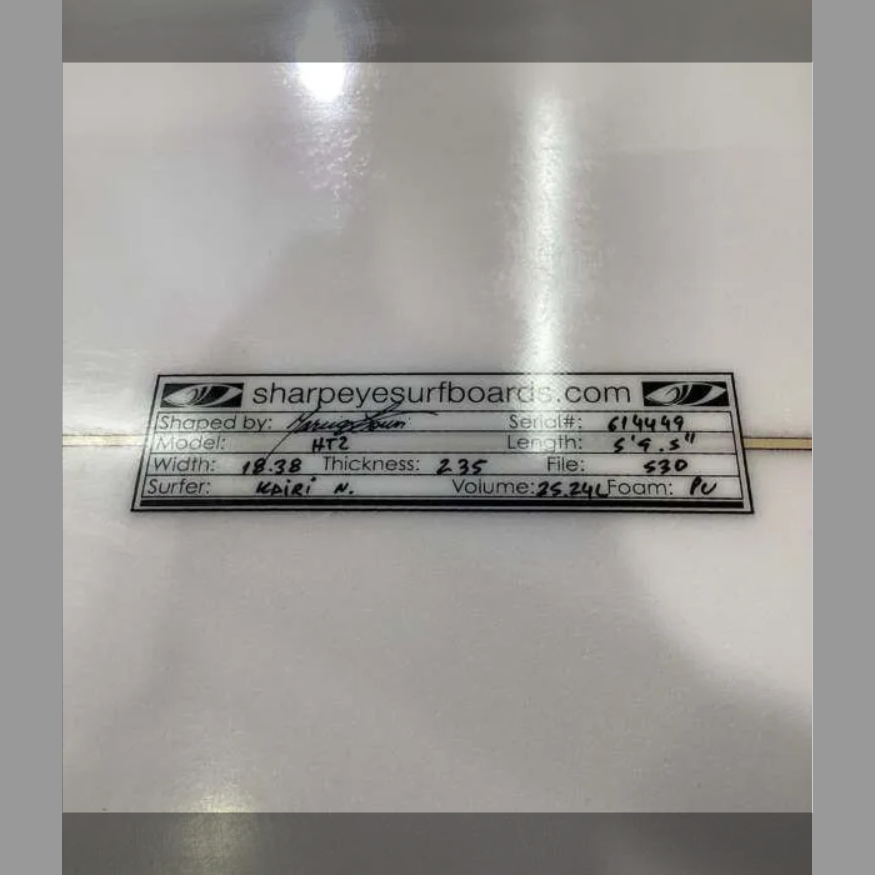 sharpeyesurfboards.com
Shaped by: Serial#: 614449
Model: HT2 Length: 5'9.5"
Width: 18.38 Thickness: 2.35 File: 530
Surfer: KAIRI N. Volume: 25.24L Foam: PU